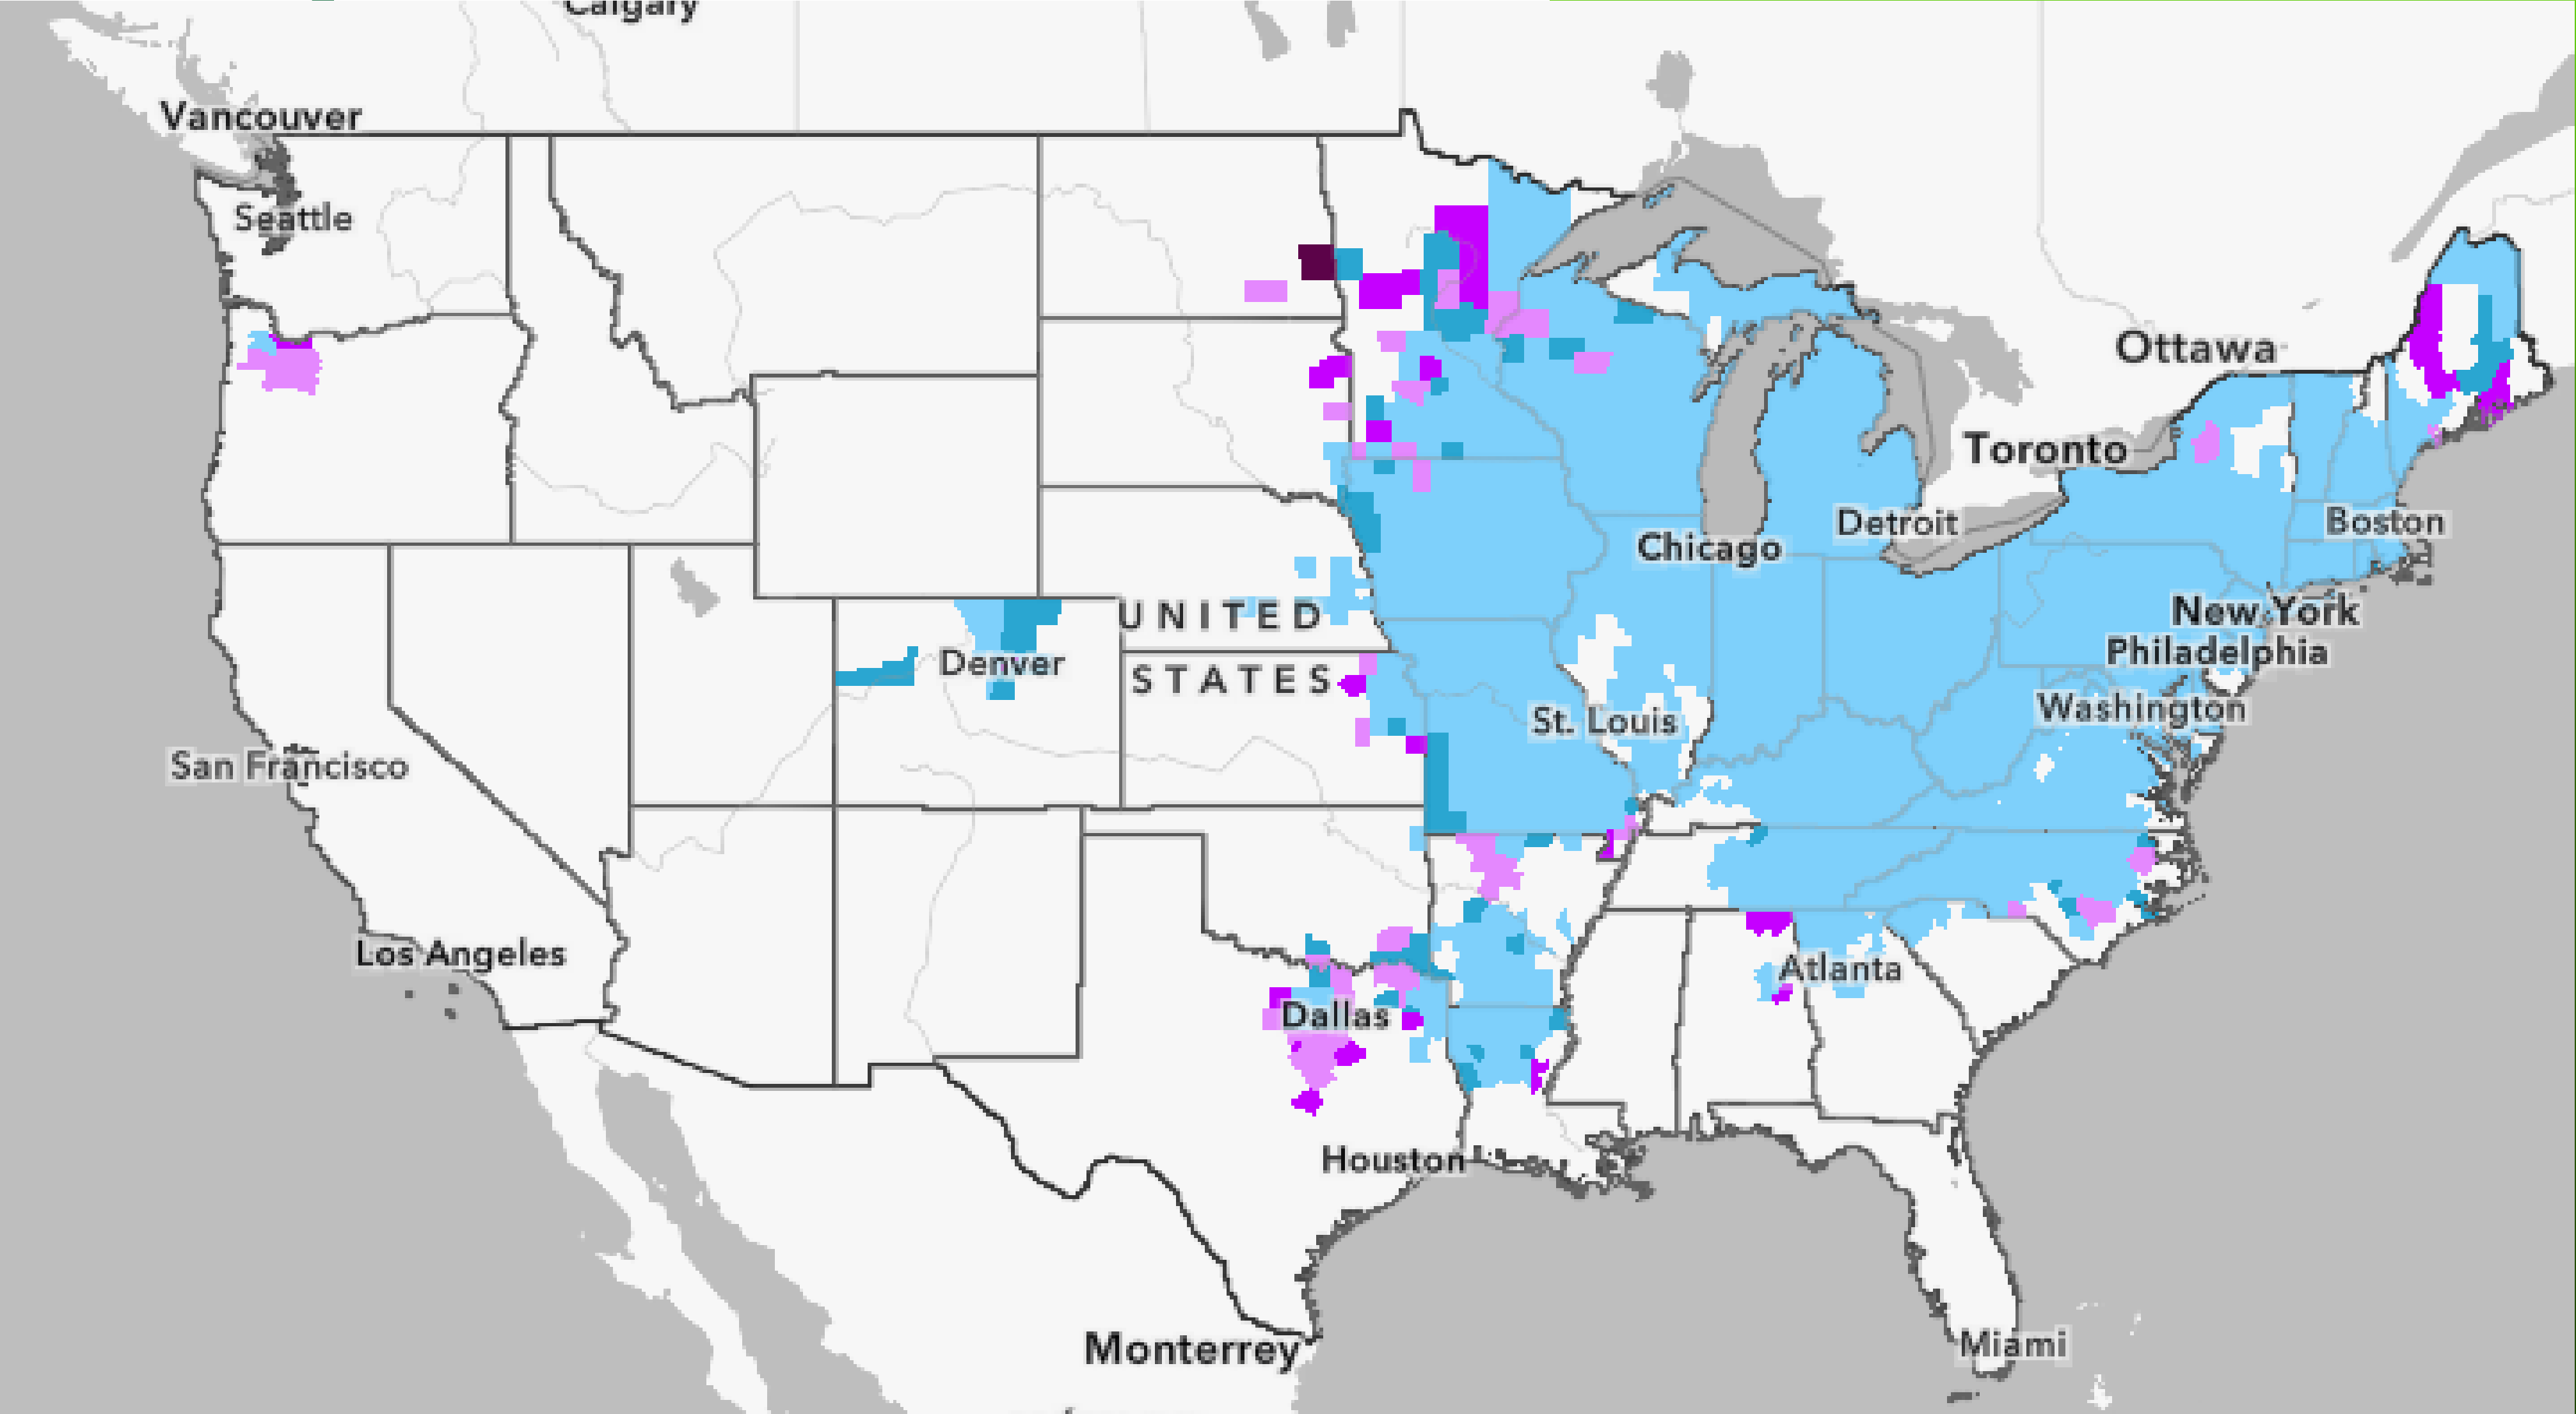 Calgary
Vancouver
Seattle
Ottawa
Toronto
Detroit
Boston
Chicago
New York
UNITED
Philadelphia
Denver
STATES
Washington
St. Louis
San Francisco
Los Angeles
Atlanta
Dallas
Houston
Miami
Monterrey